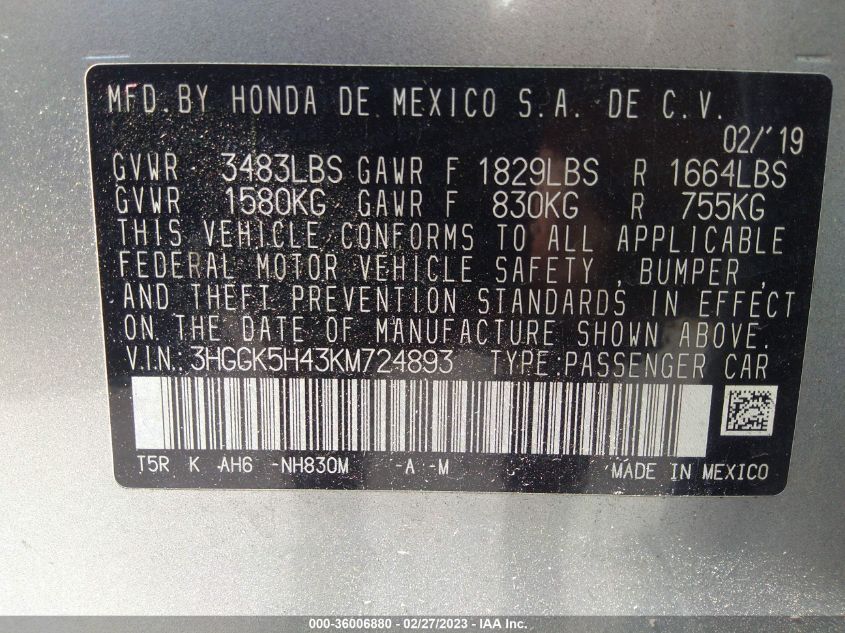 MFD.BY HONDA DE MEXICO S.A. DE C.V.
02/'19
GVWR 3483LBS GAWR F 1829LBS R 1664LBS
GVWR 1580KG GAWR F 830KG R 755KG
THIS VEHICLE CONFORMS TO ALL APPLICABLE
FEDERAL MOTOR VEHICLE SAFETY , BUMPER ,
AND THEFT PREVENTION STANDARDS IN EFFECT
ON THE DATE OF MANUFACTURE SHOWN ABOVE.
V.I.N.: 3HGGK5H43KM724893 TYPE:PASSENGER CAR
T5R K AH6 -NH830M -A -M MADE IN MEXICO
000-36006880 - 02/27/2023 - IAA Inc.